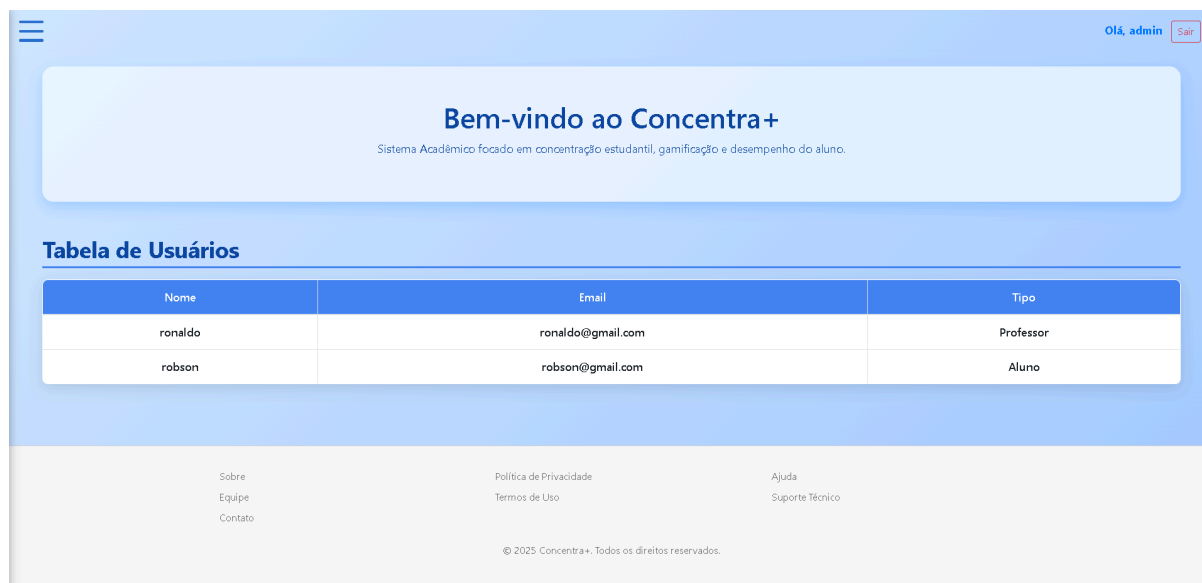 Olá, admin Sair
Bem-vindo ao Concentra+
Sistema Acadêmico focado em concentração estudantil, gamificação e desempenho do aluno.
Tabela de Usuários
Nome Email Tipo
ronaldo ronaldo@gmail.com Professor
robson robson@gmail.com Aluno
Sobre Política de Privacidade Ajuda
Equipe Termos de Uso Suporte Técnico
Contato
© 2025 Concentra+. Todos os direitos reservados.